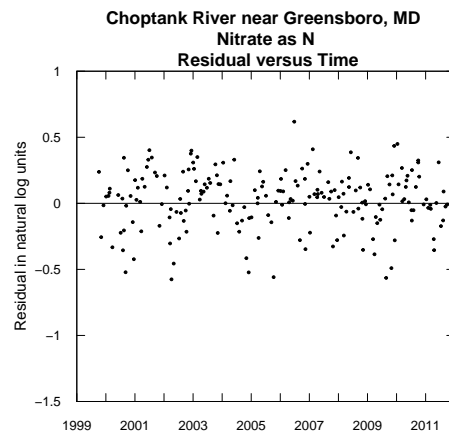 Choptank River near Greensboro, MD
Nitrate as N
Residual versus Time
Residual in natural log units
1
0.5
0
−0.5
−1
−1.5
1999 2001 2003 2005 2007 2009 2011